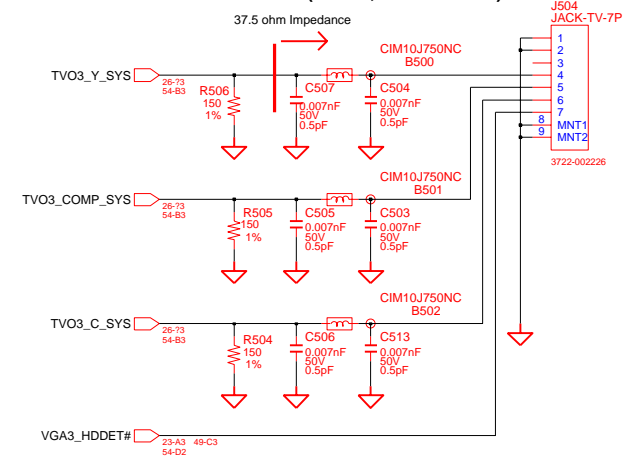 J504
JACK-TV-7P
37.5 ohm Impedance
CIM10J750NC
B500
TVO3_Y_SYS
26-?3
54-B3
R506
150
1%
C507
0.007nF
50V
0.5pF
C504
0.007nF
50V
0.5pF
1
2
3
4
5
6
7
8 MNT1
9 MNT2
3722-002226
CIM10J750NC
B501
TVO3_COMP_SYS
26-?3
54-B3
R505
150
1%
C505
0.007nF
50V
0.5pF
C503
0.007nF
50V
0.5pF
CIM10J750NC
B502
TVO3_C_SYS
26-?3
54-B3
R504
150
1%
C506
0.007nF
50V
0.5pF
C513
0.007nF
50V
0.5pF
VGA3_HDDET#
23-A3 49-C3
54-D2